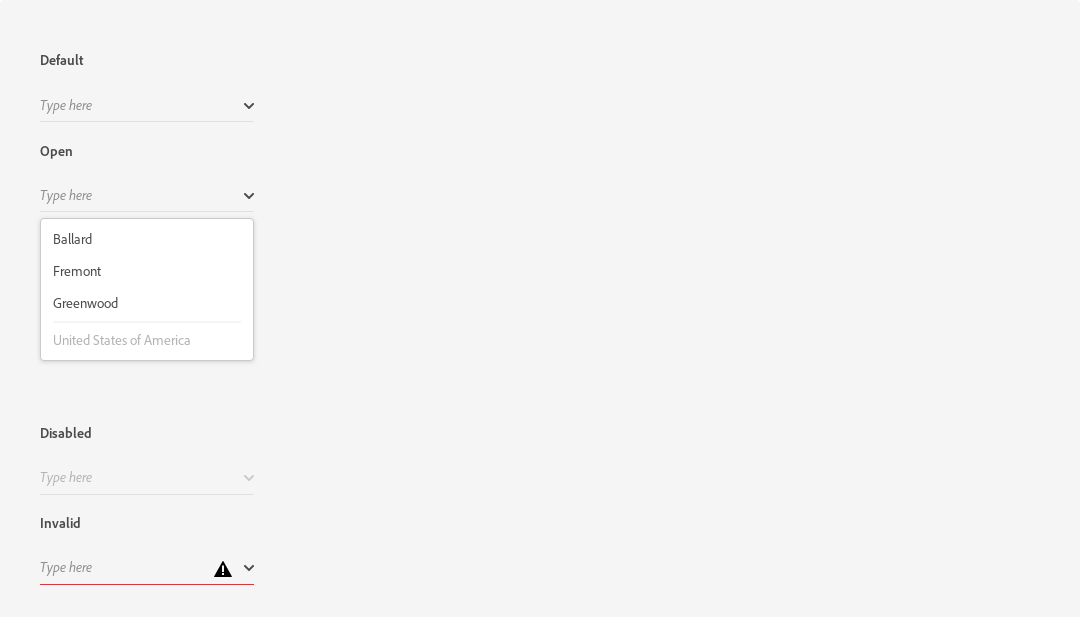 Default
Type here
Open
Type here
Ballard
Fremont
Greenwood
United States of America
Disabled
Type here
Invalid
Type here